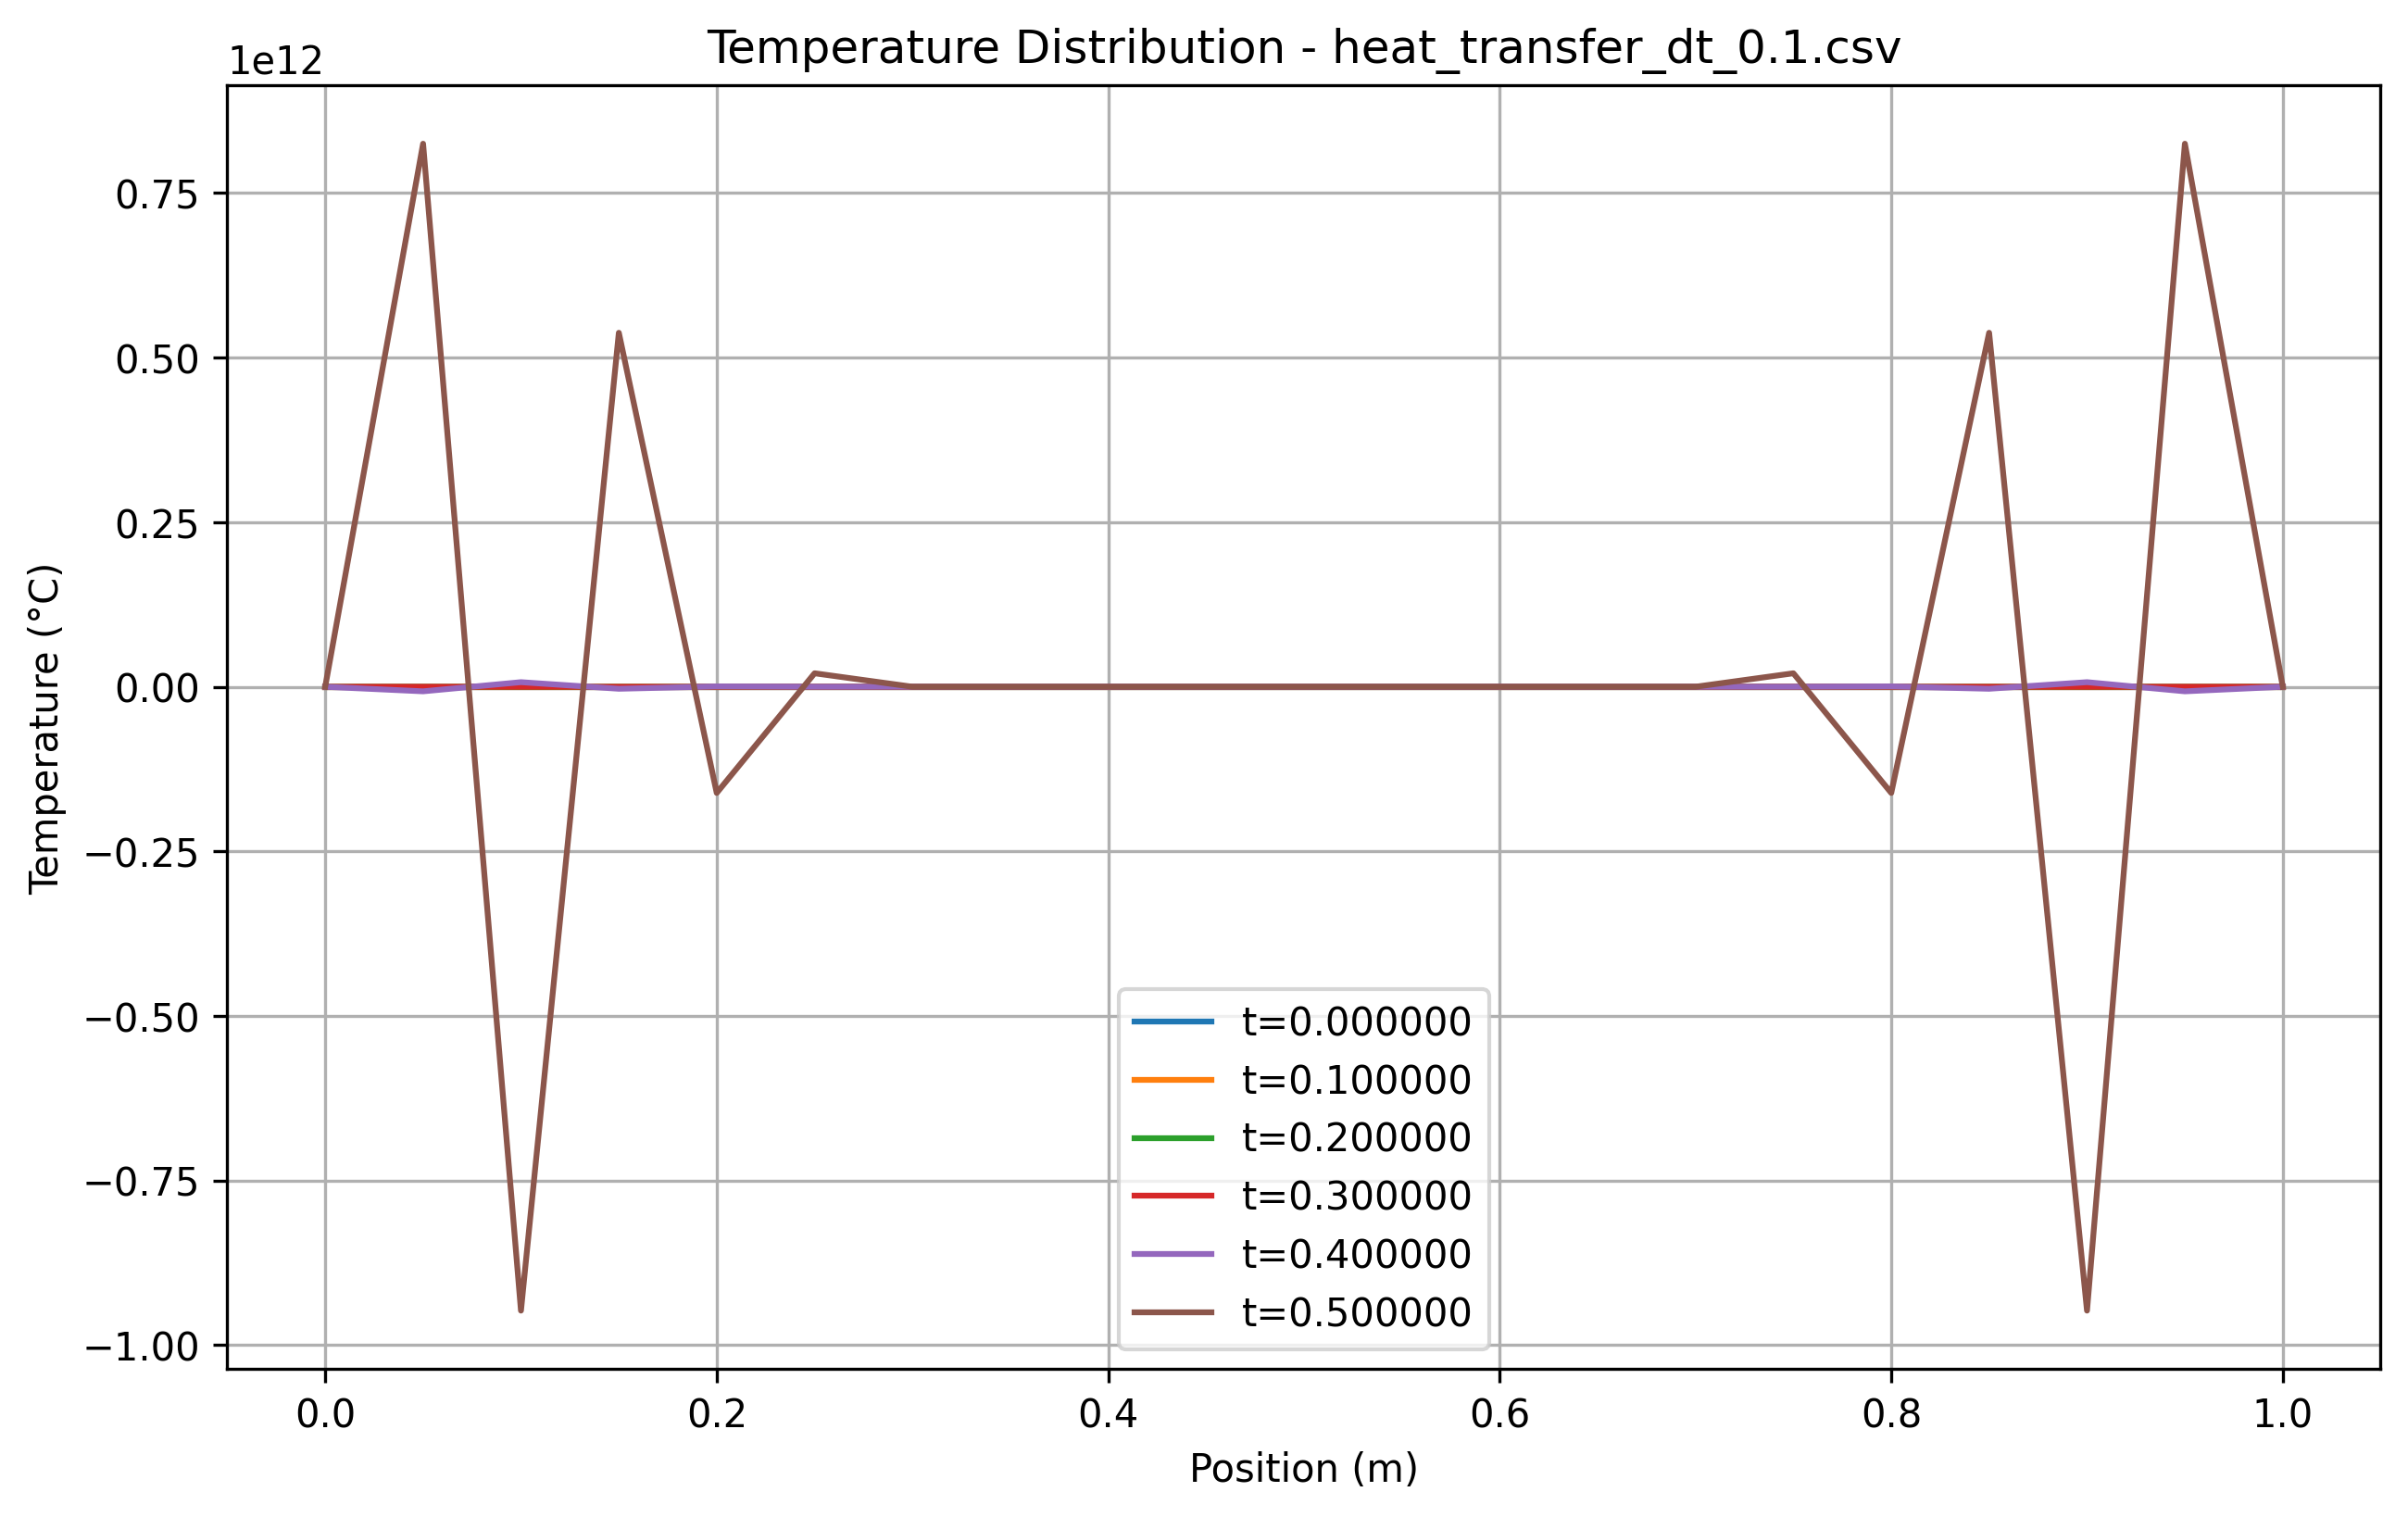 Temperature Distribution - heat_transfer_dt_0.1.csv
1e12
0.75
0.50
0.25
0.00
−0.25
−0.50
−0.75
−1.00
Temperature (°C)
t=0.000000
t=0.100000
t=0.200000
t=0.300000
t=0.400000
t=0.500000
0.0 0.2 0.4 0.6 0.8 1.0
Position (m)